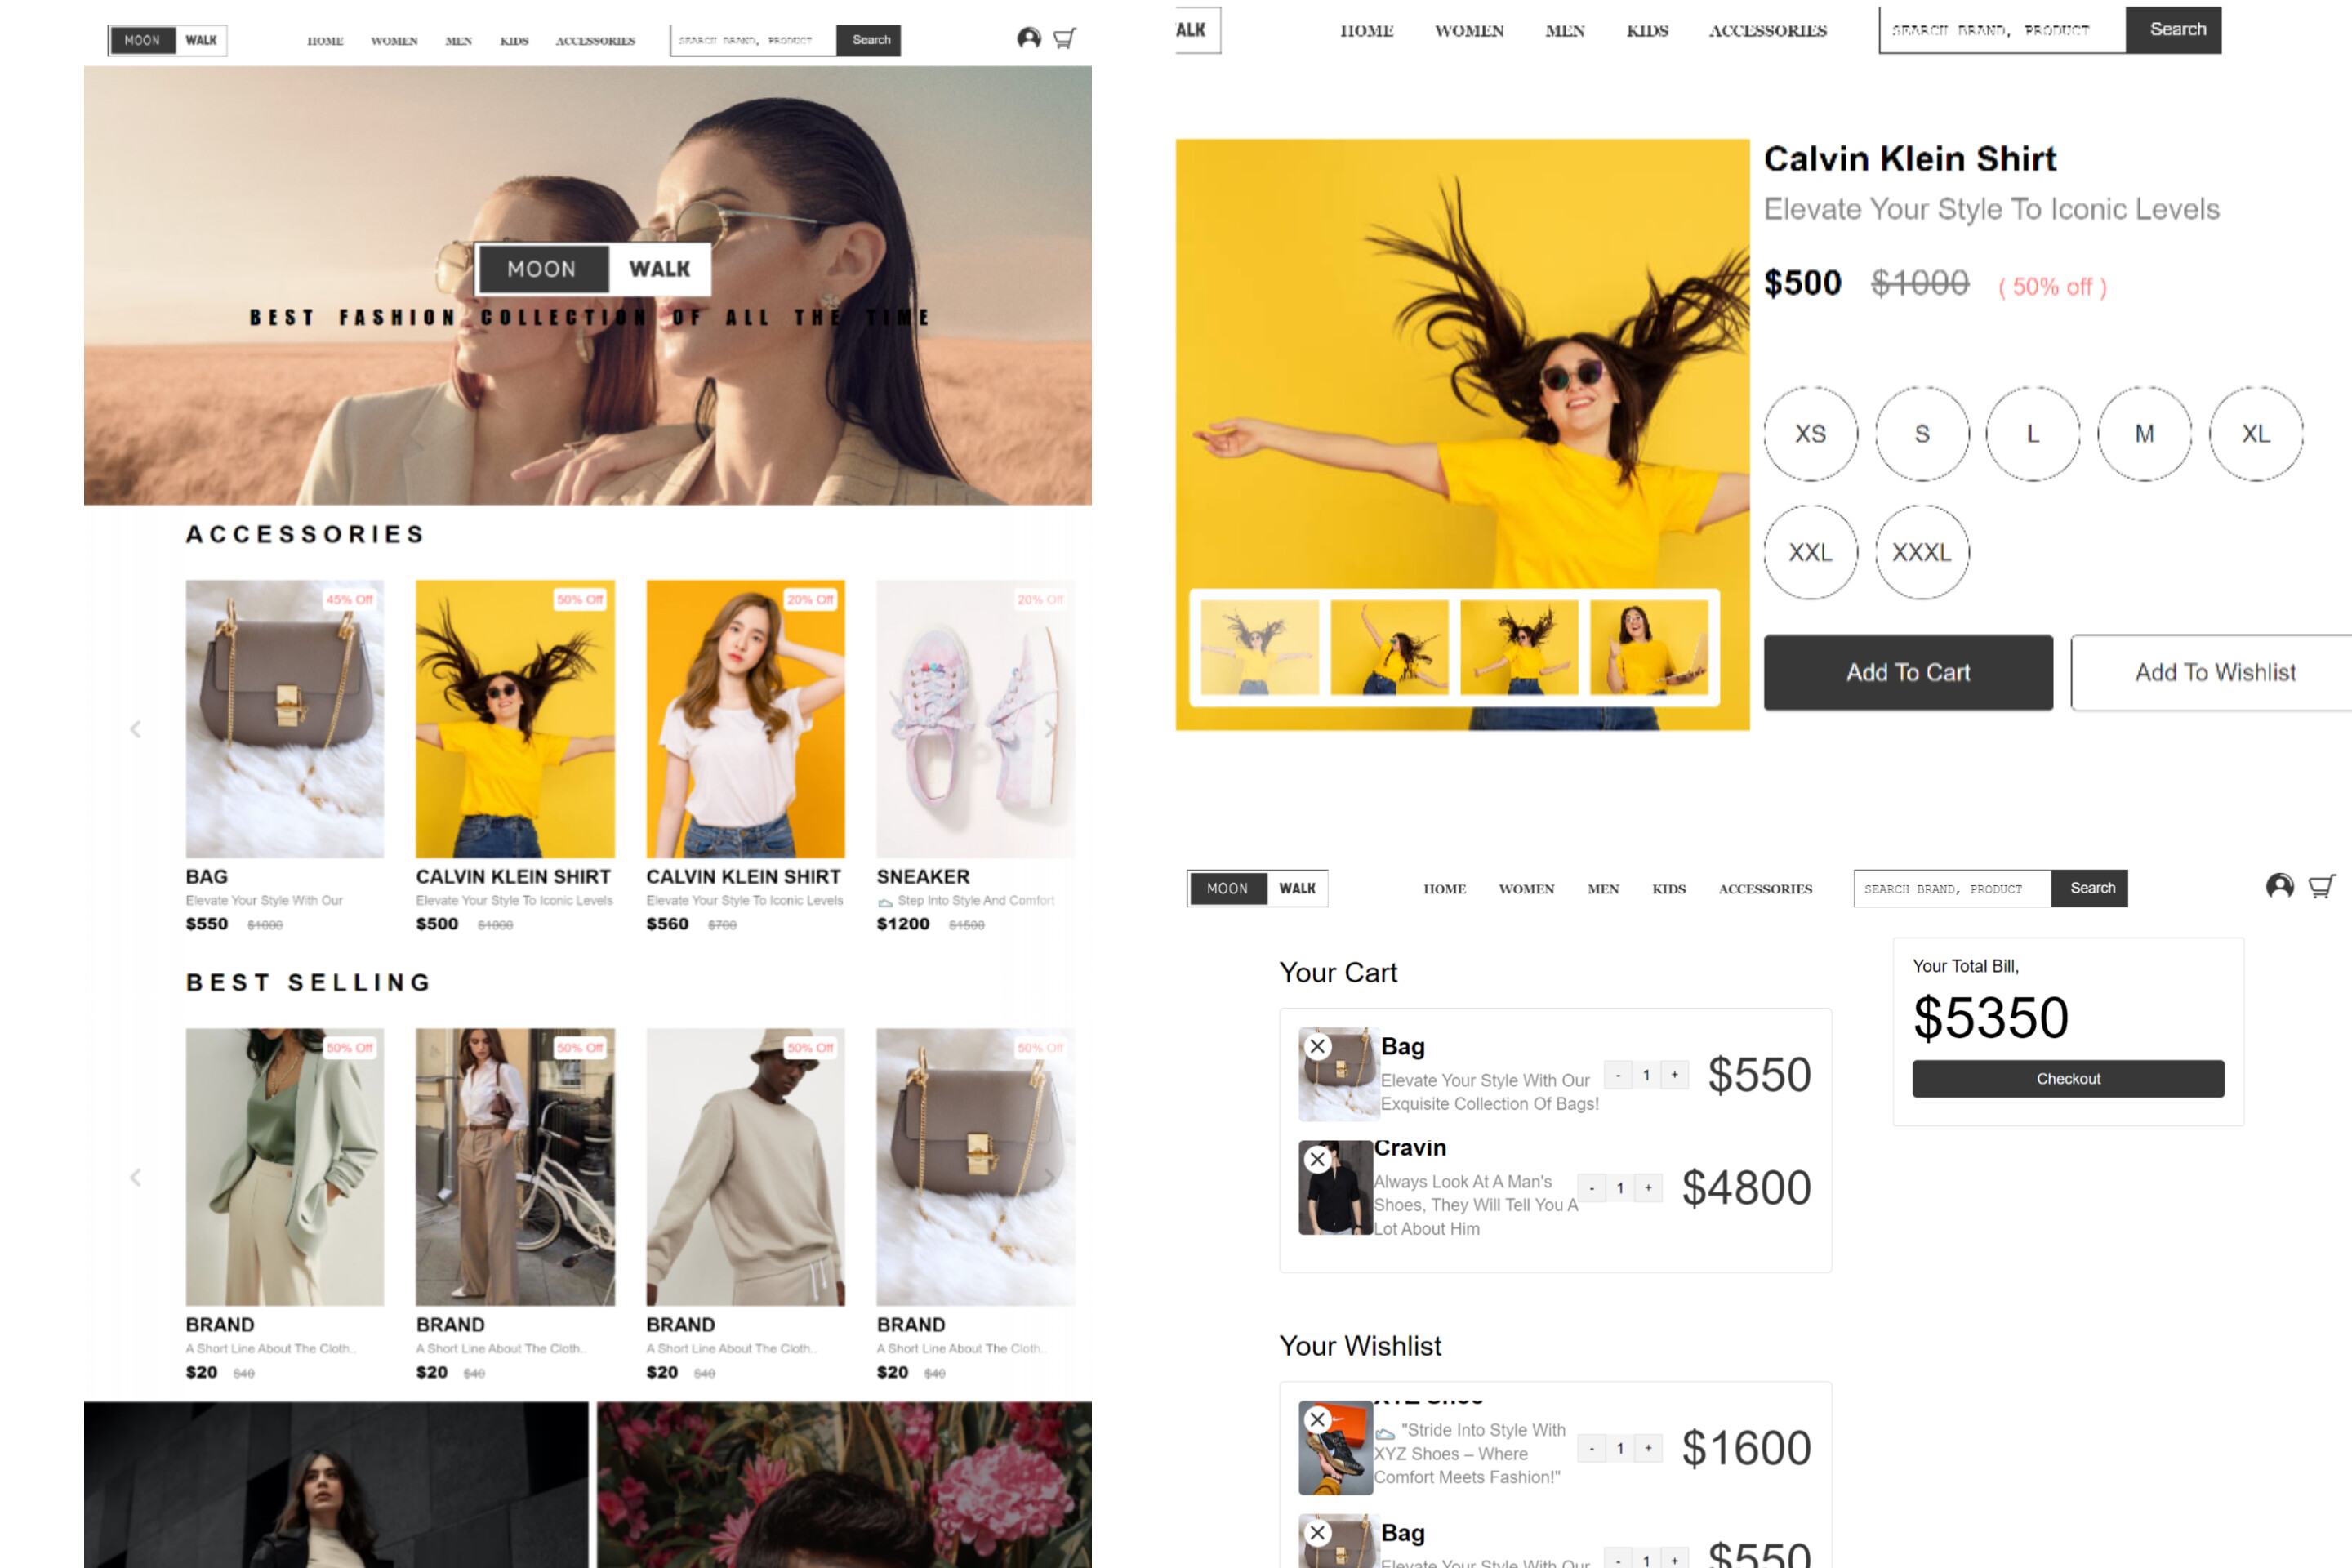 MOON WALK
HOME WOMEN MEN KIDS ACCESSORIES
SEARCH BRAND, PRODUCT Search
MOON WALK
BEST FASHION COLLECTION OF ALL THE TIME
ACCESSORIES
45% Off 50% Off 20% Off 20% Off
BAG CALVIN KLEIN SHIRT CALVIN KLEIN SHIRT SNEAKER
Elevate Your Style With Our Elevate Your Style To Iconic Levels Elevate Your Style To Iconic Levels Step Into Style And Comfort
$550 $1000 $500 $1000 $560 $700 $1200 $1500
BEST SELLING
50% Off 50% Off 50% Off 50% Off
BRAND BRAND BRAND BRAND
A Short Line About The Cloth.. A Short Line About The Cloth.. A Short Line About The Cloth.. A Short Line About The Cloth..
$20 $40 $20 $40 $20 $40 $20 $40
ALK
HOME WOMEN MEN KIDS ACCESSORIES
SEARCH BRAND, PRODUCT Search
Calvin Klein Shirt
Elevate Your Style To Iconic Levels
$500 $1000 ( 50% off )
XS S L M XL
XXL XXXL
Add To Cart Add To Wishlist
MOON WALK
HOME WOMEN MEN KIDS ACCESSORIES
SEARCH BRAND, PRODUCT Search
Your Cart
Bag
Elevate Your Style With Our
Exquisite Collection Of Bags!
- 1 + $550
Cravin
Always Look At A Man's
Shoes, They Will Tell You A
Lot About Him
- 1 + $4800
Your Total Bill,
$5350
Checkout
Your Wishlist
XYZ Shoe
"Stride Into Style With
XYZ Shoes – Where
Comfort Meets Fashion!"
- 1 + $1600
Bag
Elevate Your Style With Our
- 1 + $550